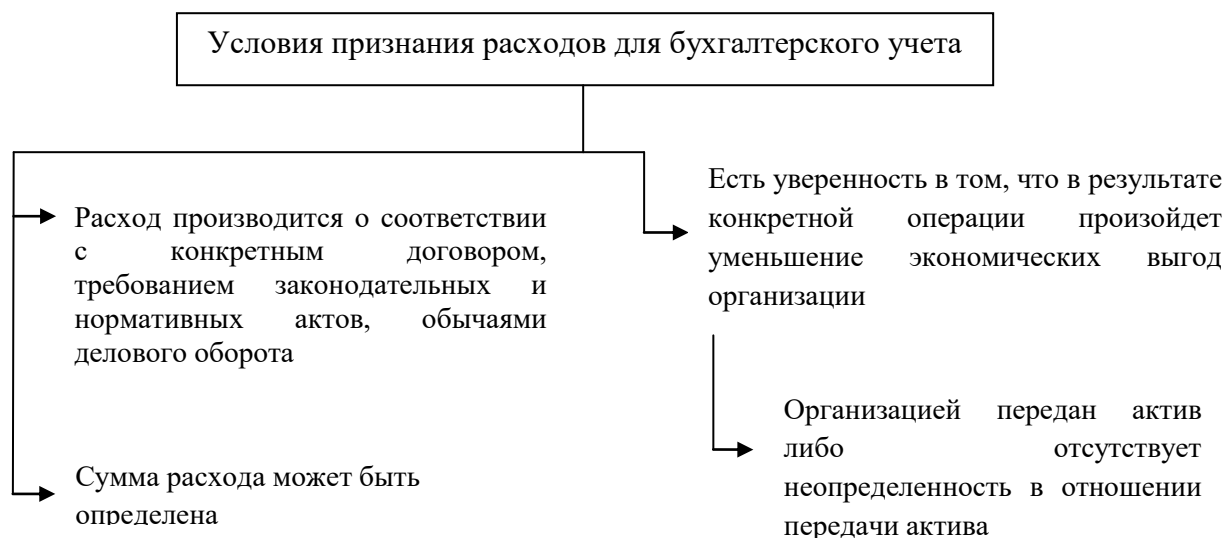 Условия признания расходов для бухгалтерского учета
Расход производится о соответствии
с конкретным договором,
требованием законодательных и
нормативных актов, обычаями
делового оборота
Сумма расхода может быть
определена
Есть уверенность в том, что в результате
конкретной операции произойдет
уменьшение экономических выгод
организации
Организацией передан актив
либо отсутствует
неопределенность в отношении
передачи актива